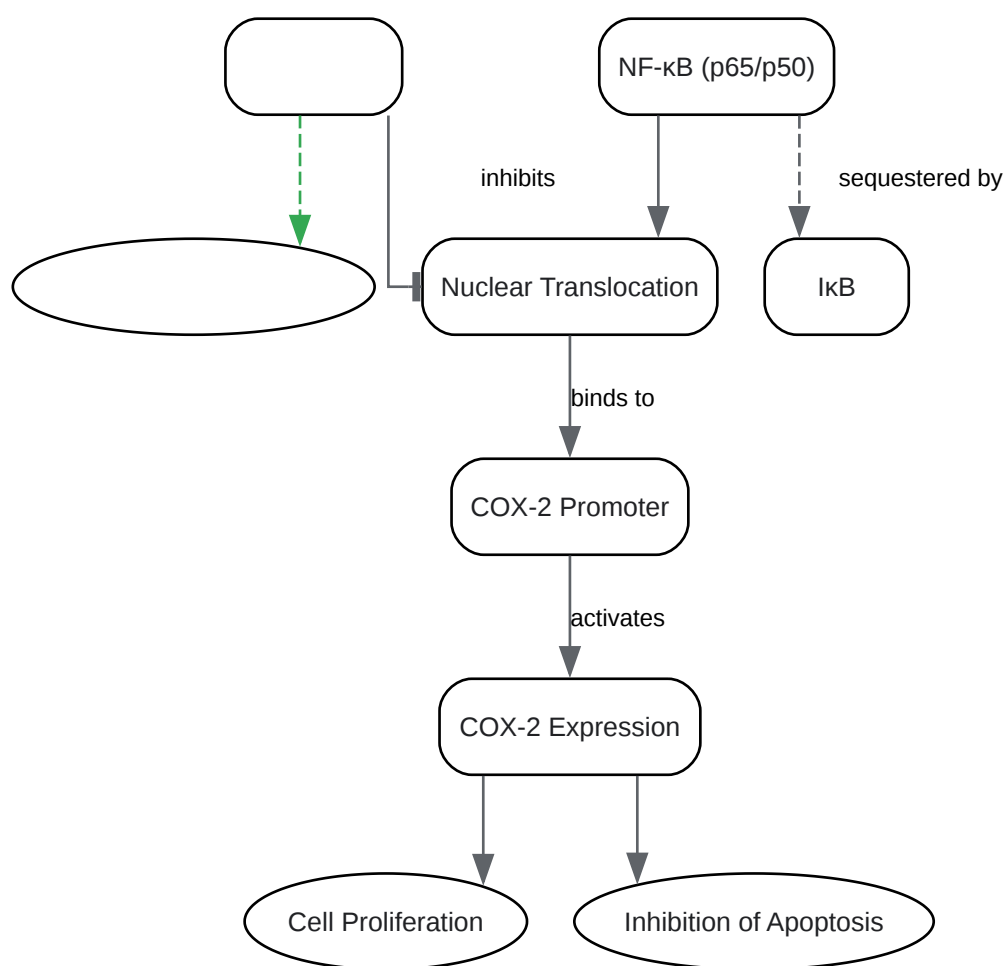 NF-κB (p65/p50)
inhibits
sequestered by
Nuclear Translocation
IκB
binds to
COX-2 Promoter
activates
COX-2 Expression
Cell Proliferation
Inhibition of Apoptosis